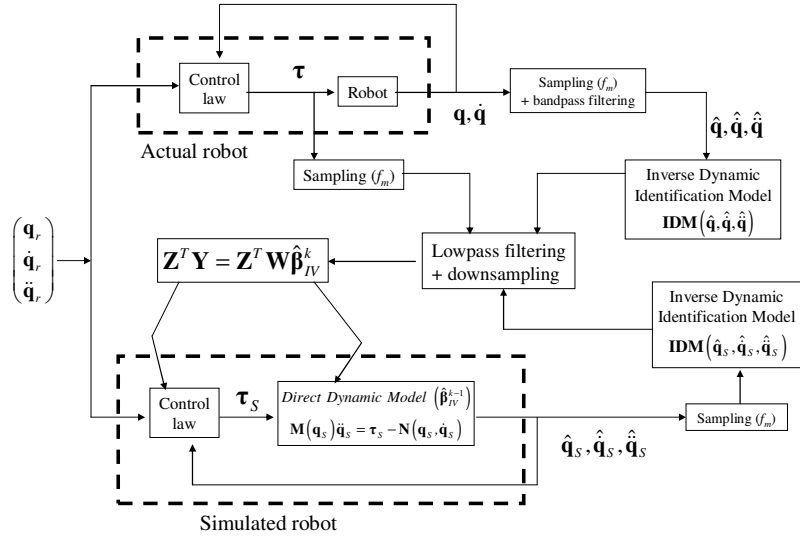 Control
law
τ
Robot
q, q̇
Sampling (f_m)
+ bandpass filtering
q̂, q̇̂, q̈̂
Actual robot
Sampling (f_m)
Inverse Dynamic
Identification Model
IDM(q̂, q̇̂, q̈̂)
q_r
q̇_r
q̈_r
Z^T Y = Z^T W β̂_IV^k
Lowpass filtering
+ downsampling
Inverse Dynamic
Identification Model
IDM(q̂_S, q̇̂_S, q̈̂_S)
Control
law
τ_S
Direct Dynamic Model (β̂_IV^{k-1})
M(q_S)q̈_S = τ_S − N(q_S, q̇_S)
Sampling (f_m)
q̂_S, q̇̂_S, q̈̂_S
Simulated robot